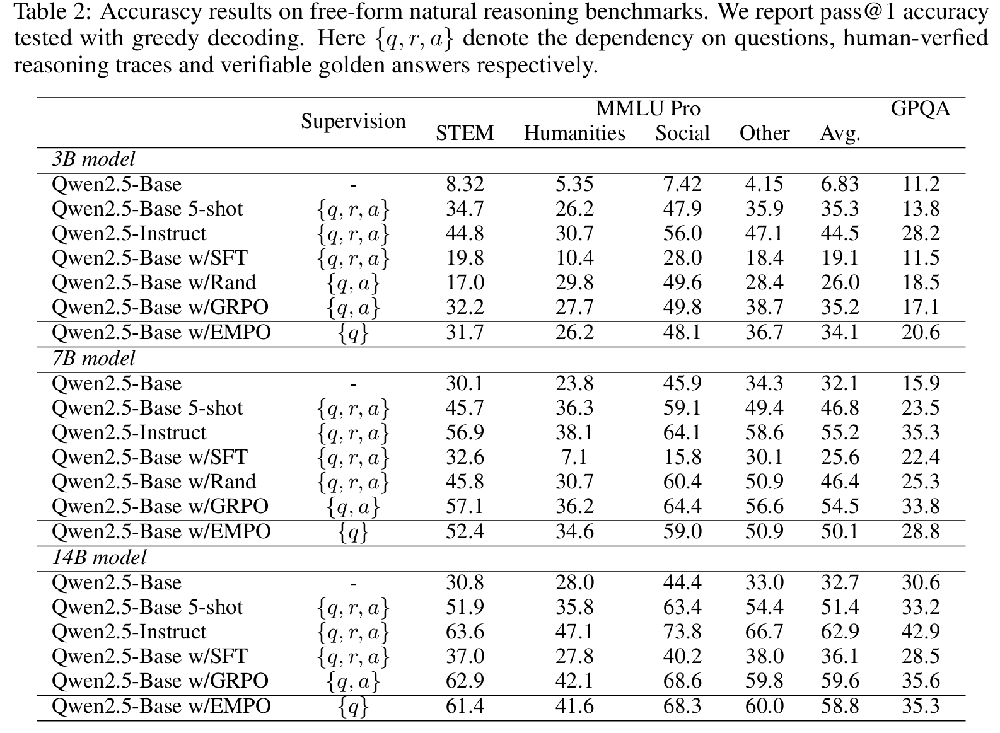 Table 2: Accurascy results on free-form natural reasoning benchmarks. We report pass@1 accuracy
tested with greedy decoding. Here {q, r, a} denote the dependency on questions, human-verfied
reasoning traces and verifiable golden answers respectively.
Supervision MMLU Pro GPQA
STEM Humanities Social Other Avg.
3B model
Qwen2.5-Base - 8.32 5.35 7.42 4.15 6.83 11.2
Qwen2.5-Base 5-shot {q, r, a} 34.7 26.2 47.9 35.9 35.3 13.8
Qwen2.5-Instruct {q, r, a} 44.8 30.7 56.0 47.1 44.5 28.2
Qwen2.5-Base w/SFT {q, r, a} 19.8 10.4 28.0 18.4 19.1 11.5
Qwen2.5-Base w/Rand {q, a} 17.0 29.8 49.6 28.4 26.0 18.5
Qwen2.5-Base w/GRPO {q, a} 32.2 27.7 49.8 38.7 35.2 17.1
Qwen2.5-Base w/EMPO {q} 31.7 26.2 48.1 36.7 34.1 20.6
7B model
Qwen2.5-Base - 30.1 23.8 45.9 34.3 32.1 15.9
Qwen2.5-Base 5-shot {q, r, a} 45.7 36.3 59.1 49.4 46.8 23.5
Qwen2.5-Instruct {q, r, a} 56.9 38.1 64.1 58.6 55.2 35.3
Qwen2.5-Base w/SFT {q, r, a} 32.6 7.1 15.8 30.1 25.6 22.4
Qwen2.5-Base w/Rand {q, r, a} 45.8 30.7 60.4 50.9 46.4 25.3
Qwen2.5-Base w/GRPO {q, a} 57.1 36.2 64.4 56.6 54.5 33.8
Qwen2.5-Base w/EMPO {q} 52.4 34.6 59.0 50.9 50.1 28.8
14B model
Qwen2.5-Base - 30.8 28.0 44.4 33.0 32.7 30.6
Qwen2.5-Base 5-shot {q, r, a} 51.9 35.8 63.4 54.4 51.4 33.2
Qwen2.5-Instruct {q, r, a} 63.6 47.1 73.8 66.7 62.9 42.9
Qwen2.5-Base w/SFT {q, r, a} 37.0 27.8 40.2 38.0 36.1 28.5
Qwen2.5-Base w/GRPO {q, a} 62.9 42.1 68.6 59.8 59.6 35.6
Qwen2.5-Base w/EMPO {q} 61.4 41.6 68.3 60.0 58.8 35.3